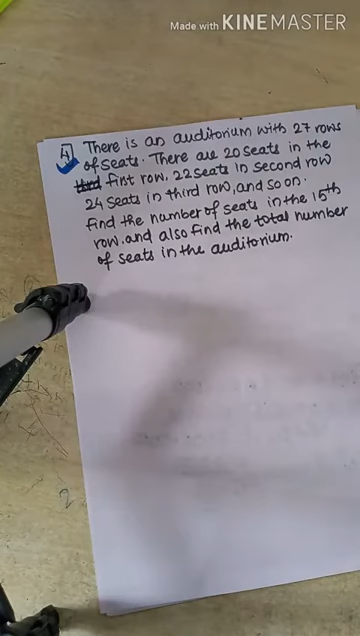 Made with KINEMASTER
4) There is an auditorium with 27 rows
of seats. There are 20 seats in the
third first row, 22 seats in second row
24 seats in third row, and so on.
find the number of seats in the 15th
row. and also find the total number
of seats in the auditorium.